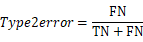 Type2error = FN / (TN + FN)